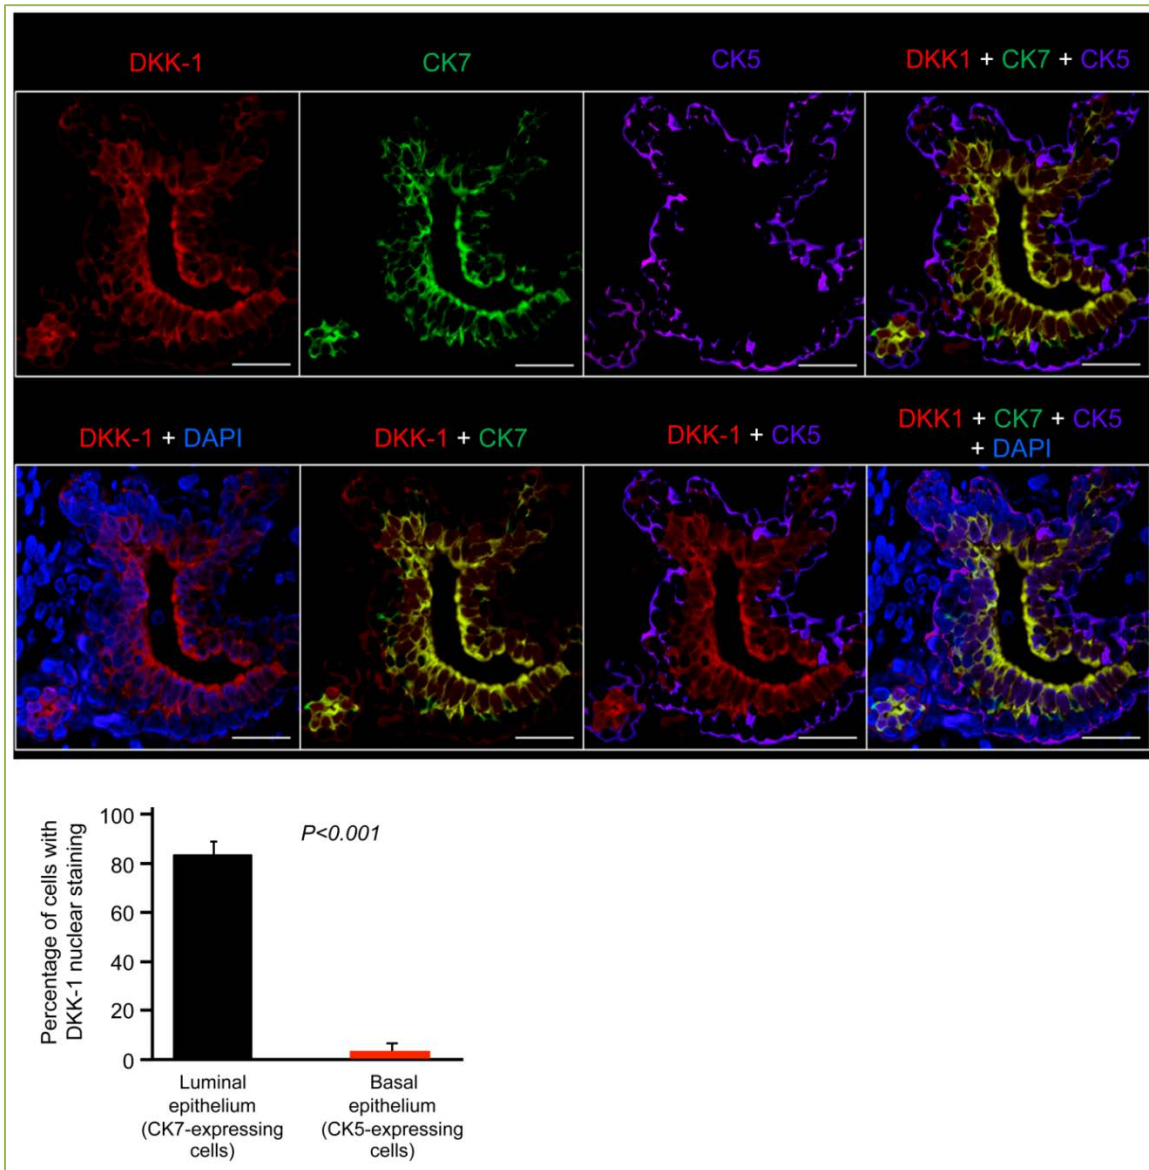 DKK-1
CK7
CK5
DKK1 + CK7 + CK5
DKK-1 + DAPI
DKK-1 + CK7
DKK-1 + CK5
DKK1 + CK7 + CK5
+ DAPI
Percentage of cells with
DKK-1 nuclear staining
100
80
60
40
20
0
P<0.001
Luminal
epithelium
(CK7-expressing
cells)
Basal
epithelium
(CK5-expressing
cells)